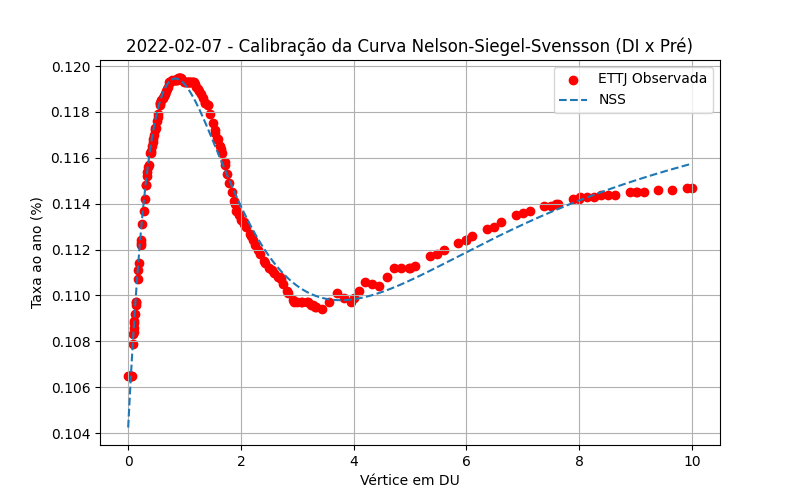 2022-02-07 - Calibração da Curva Nelson-Siegel-Svensson (DI x Pré)
ETTJ Observada
NSS
Taxa ao ano (%)
0.120
0.118
0.116
0.114
0.112
0.110
0.108
0.106
0.104
0 2 4 6 8 10
Vértice em DU